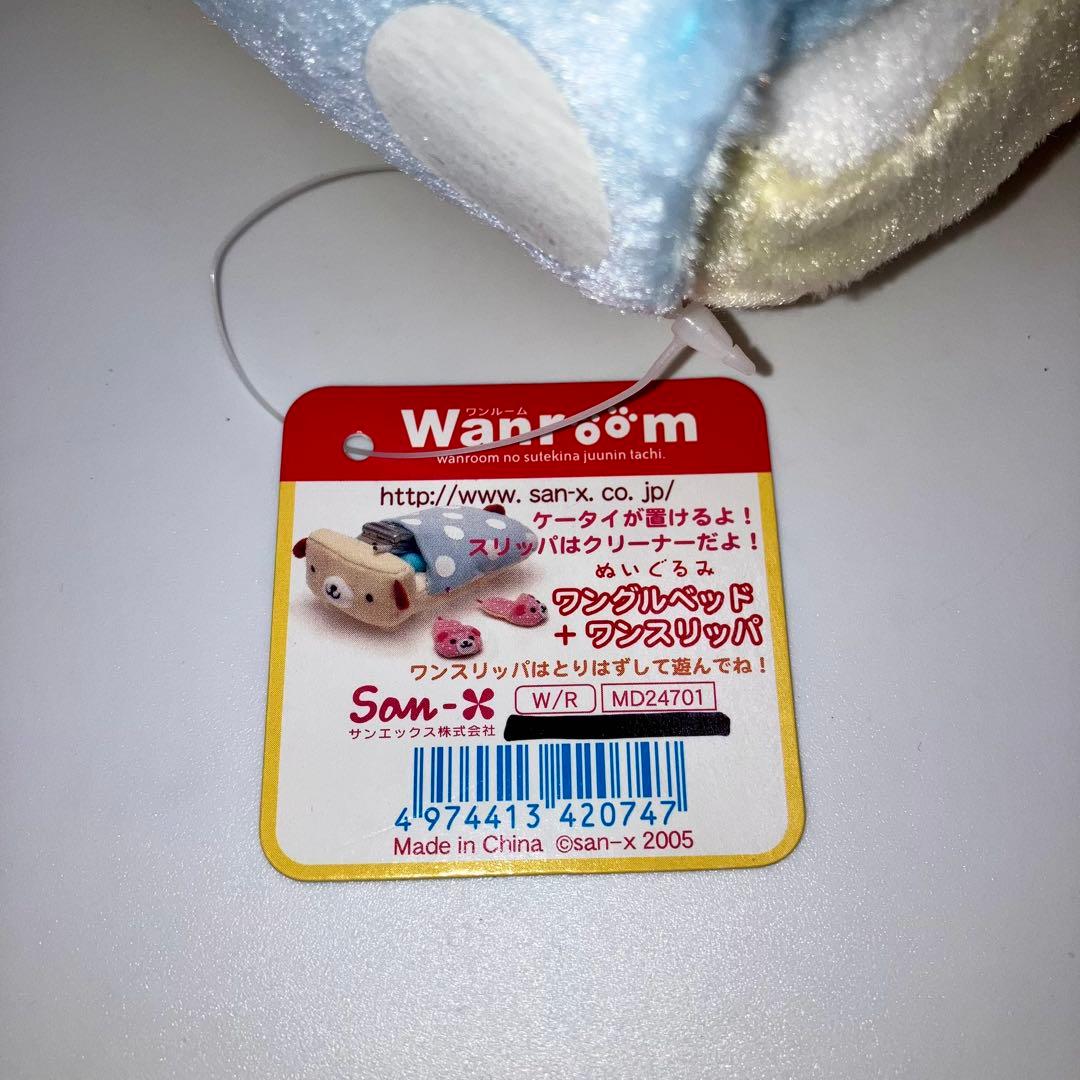 ワンルーム
Wanroom
wanroom no sutekina juunin tachi.
http://www. san-x. co. jp/
ケータイが置けるよ！
スリッパはクリーナーだよ！
ぬいぐるみ
ワングルベッド
＋ワンスリッパ
ワンスリッパはとりはずして遊んでね！
San-X W/R MD24701
サンエックス株式会社
4 974413 420747
Made in China ©san-x 2005